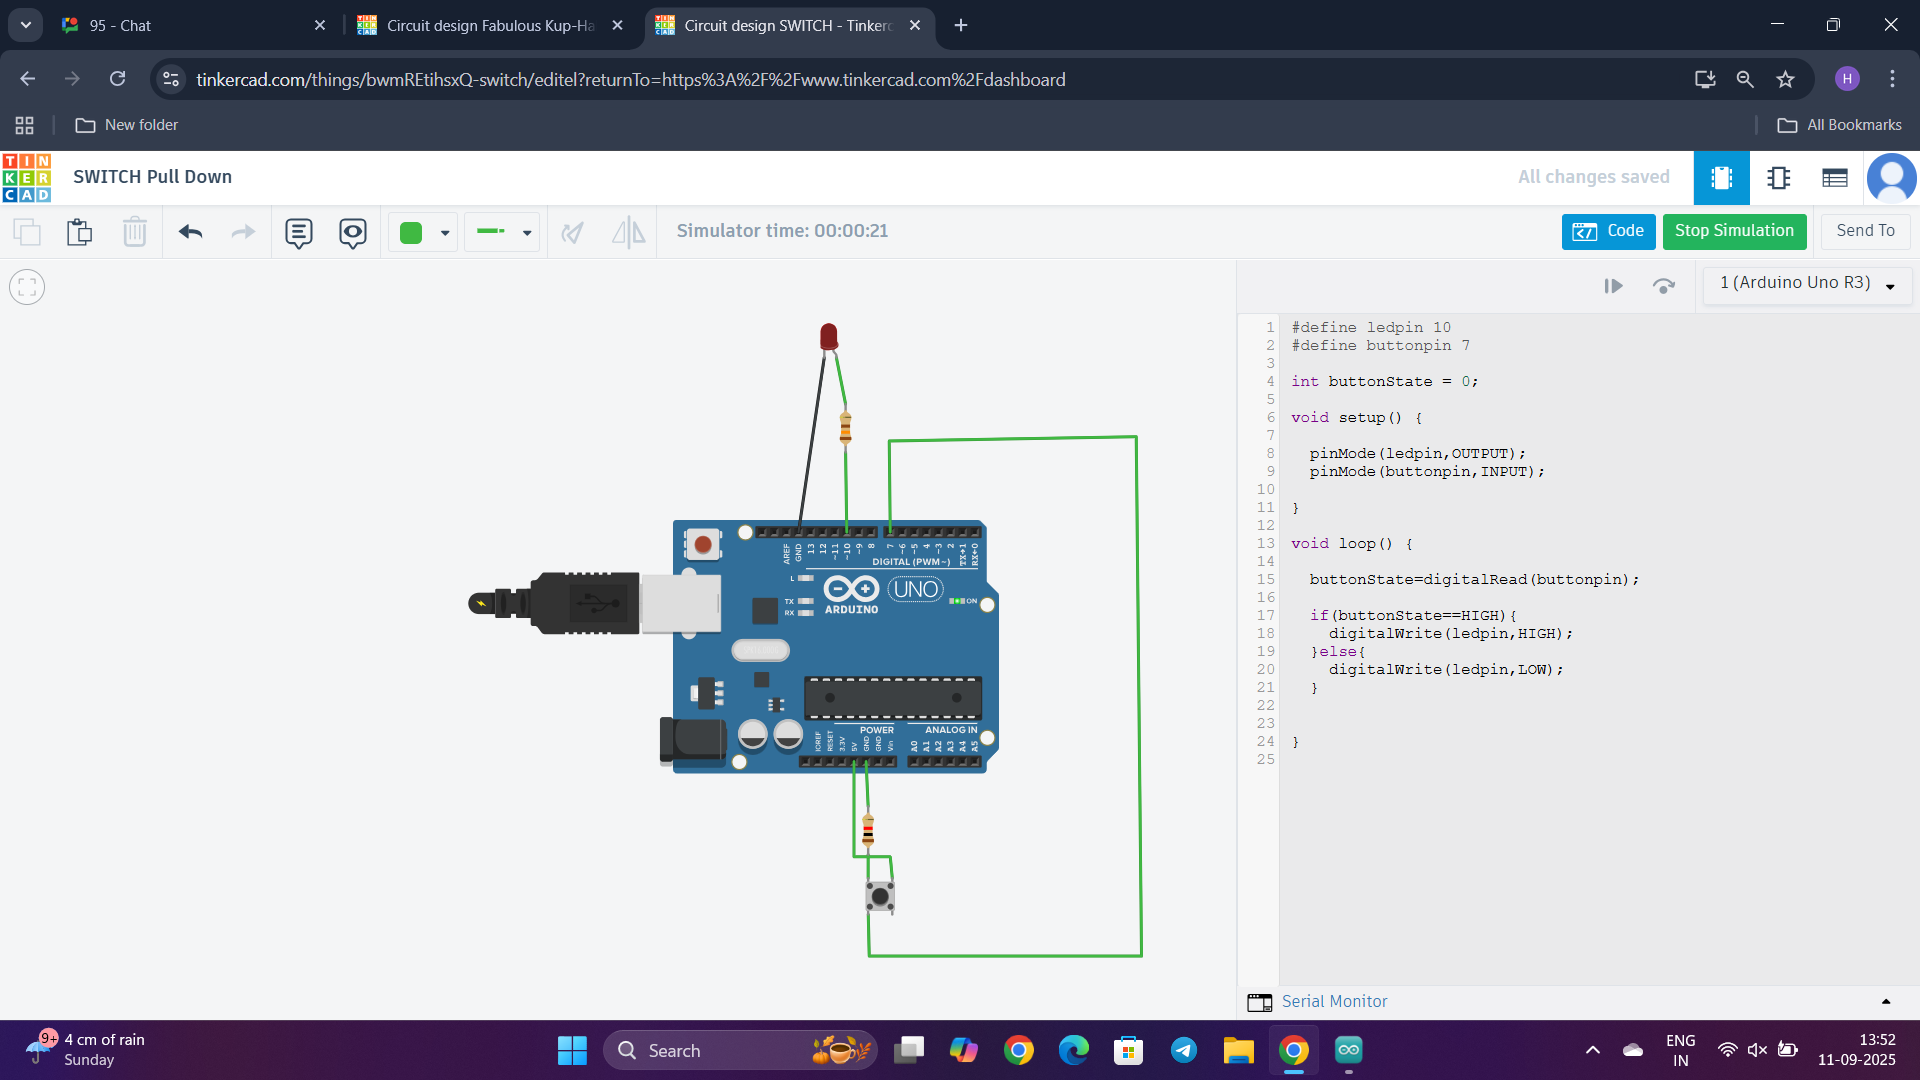 95 - Chat
Circuit design Fabulous Kup-Ha
Circuit design SWITCH - Tinkerc
tinkercad.com/things/bwmREtihsxQ-switch/editel?returnTo=https%3A%2F%2Fwww.tinkercad.com%2Fdashboard
H
New folder
All Bookmarks
TIN
KER
CAD
SWITCH Pull Down
All changes saved
Simulator time: 00:00:21
Code
Stop Simulation
Send To
1 (Arduino Uno R3)
1 #define ledpin 10
2 #define buttonpin 7
3
4 int buttonState = 0;
5
6 void setup() {
7
8 pinMode(ledpin,OUTPUT);
9 pinMode(buttonpin,INPUT);
10
11 }
12
13 void loop() {
14
15 buttonState=digitalRead(buttonpin);
16
17 if(buttonState==HIGH){
18 digitalWrite(ledpin,HIGH);
19 }else{
20 digitalWrite(ledpin,LOW);
21 }
22
23
24 }
25
AREF GND 13 12 ~11 ~10 ~9 8 7 ~6 ~5 4 ~3 2 TX→1 RX←0
DIGITAL (PWM~)
L
TX
RX
UNO
ON
ARDUINO
POWER
ANALOG IN
IOREF RESET 3.3V 5V GND GND Vin A0 A1 A2 A3 A4 A5
Serial Monitor
9+
4 cm of rain
Sunday
Search
ENG
IN
13:52
11-09-2025